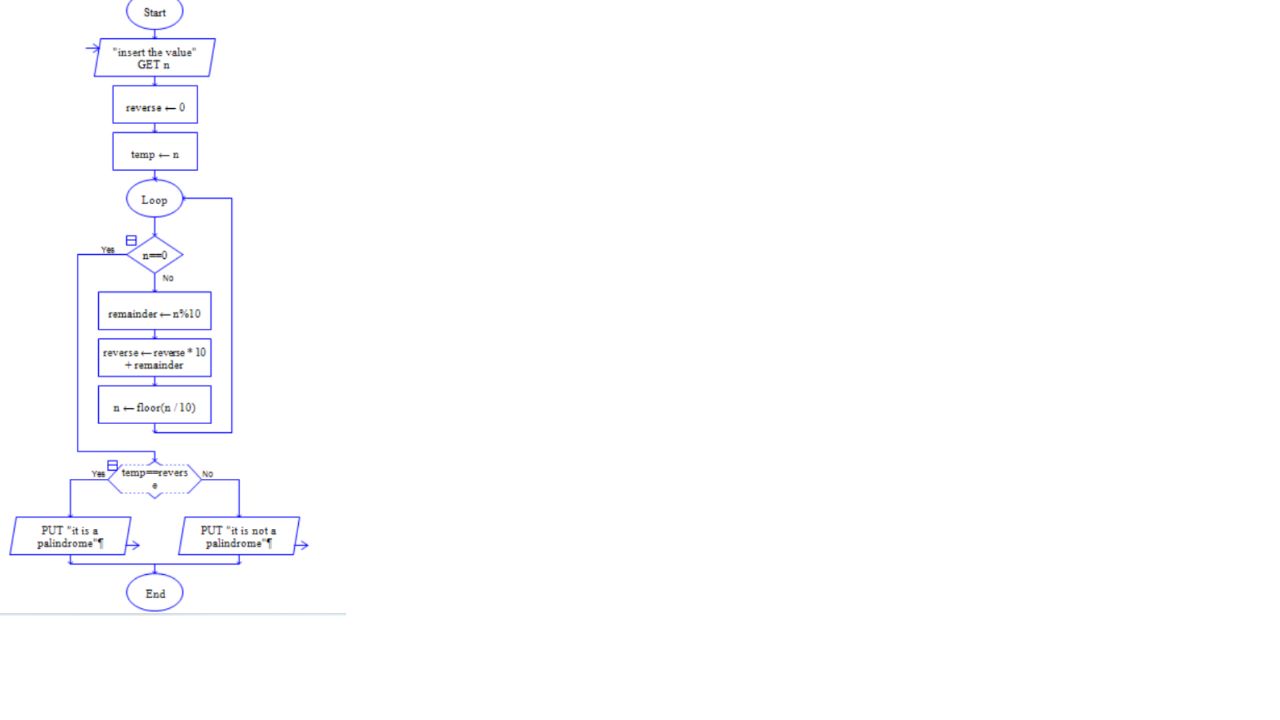 Start
"insert the value"
GET n
reverse ← 0
temp ← n
Loop
Yes
n==0
No
remainder ← n%10
reverse ← reverse * 10
+ remainder
n ← floor(n / 10)
Yes
temp==revers
e
No
PUT "it is a
palindrome"¶
PUT "it is not a
palindrome"¶
End